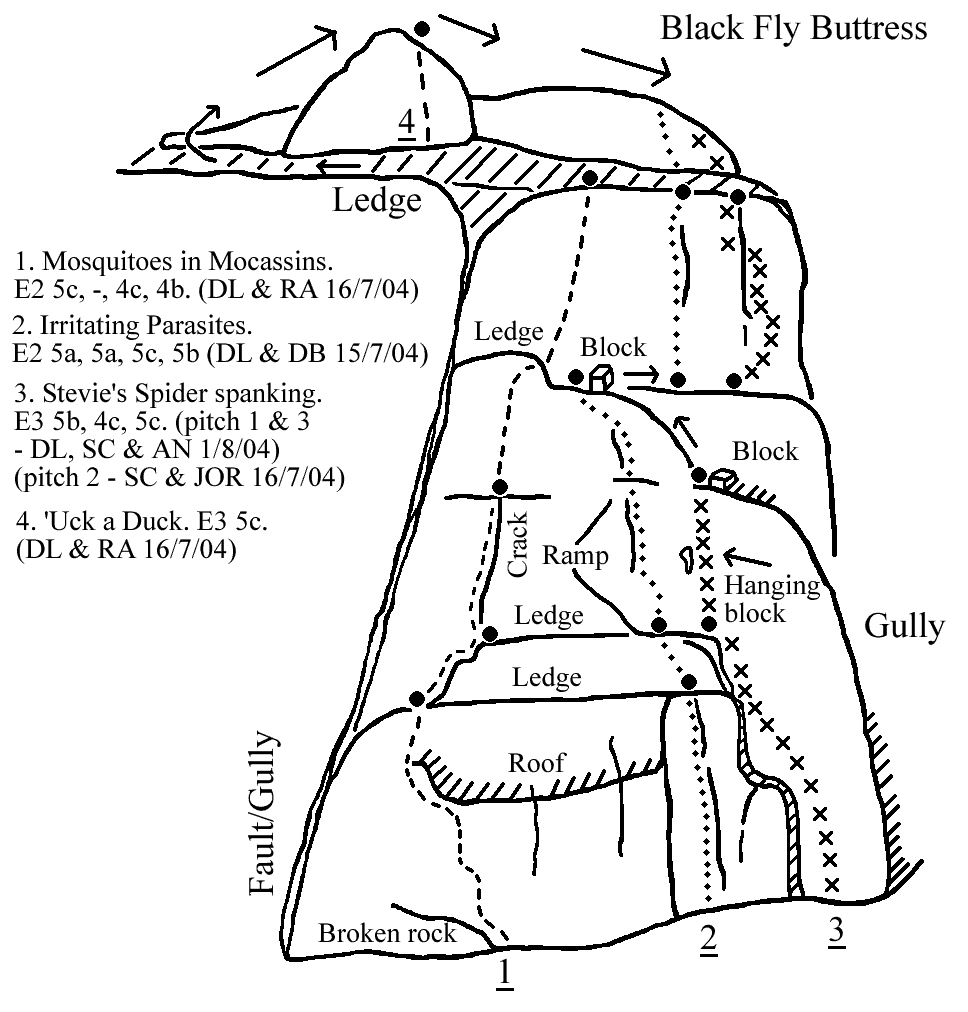 Black Fly Buttress
4
Ledge
1. Mosquitoes in Mocassins.
E2 5c, -, 4c, 4b. (DL & RA 16/7/04)
2. Irritating Parasites.
E2 5a, 5a, 5c, 5b (DL & DB 15/7/04)
3. Stevie's Spider spanking.
E3 5b, 4c, 5c. (pitch 1 & 3
- DL, SC & AN 1/8/04)
(pitch 2 - SC & JOR 16/7/04)
4. 'Uck a Duck. E3 5c.
(DL & RA 16/7/04)
Ledge
Block
Block
Crack
Ramp
Hanging
block
Ledge
Gully
Ledge
Roof
Fault/Gully
Broken rock
1
2
3